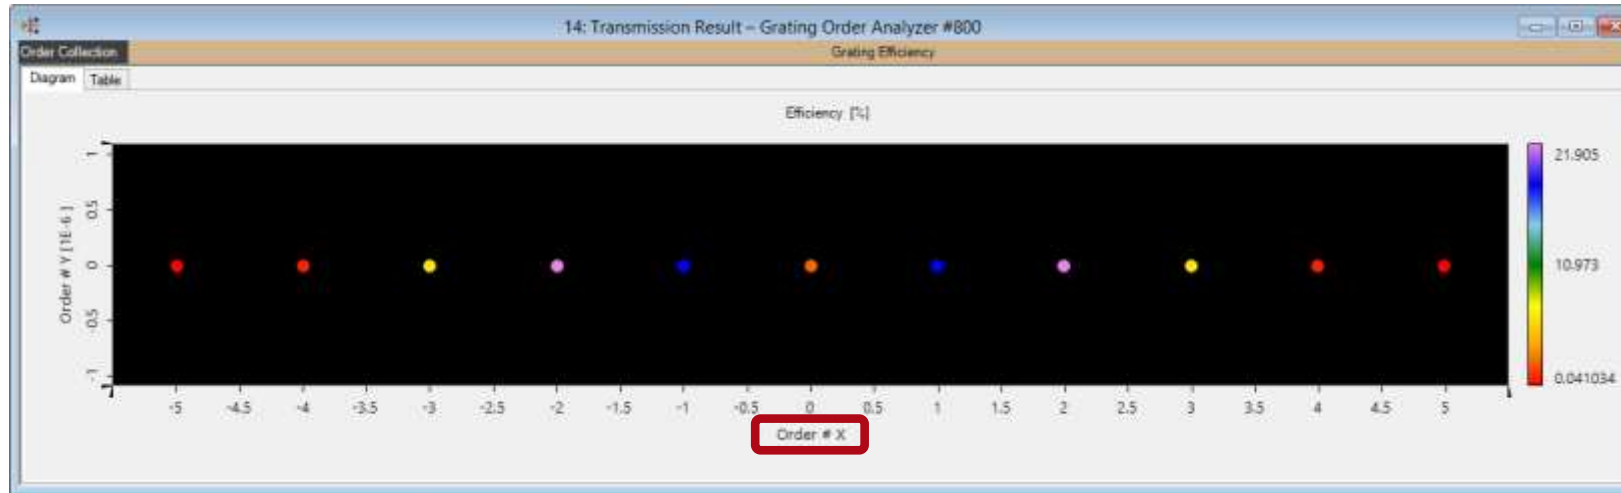 14: Transmission Result – Grating Order Analyzer #800
Order Collection
Grating Efficiency
Diagram Table
Efficiency [%]
Order # Y [1E-6 ]
1
0.5
0
0.5
-1
21.905
10.973
0.041034
-5 -4.5 -4 -3.5 -3 -2.5 -2 -1.5 -1 -0.5 0 0.5 1 1.5 2 2.5 3 3.5 4 4.5 5
Order # X